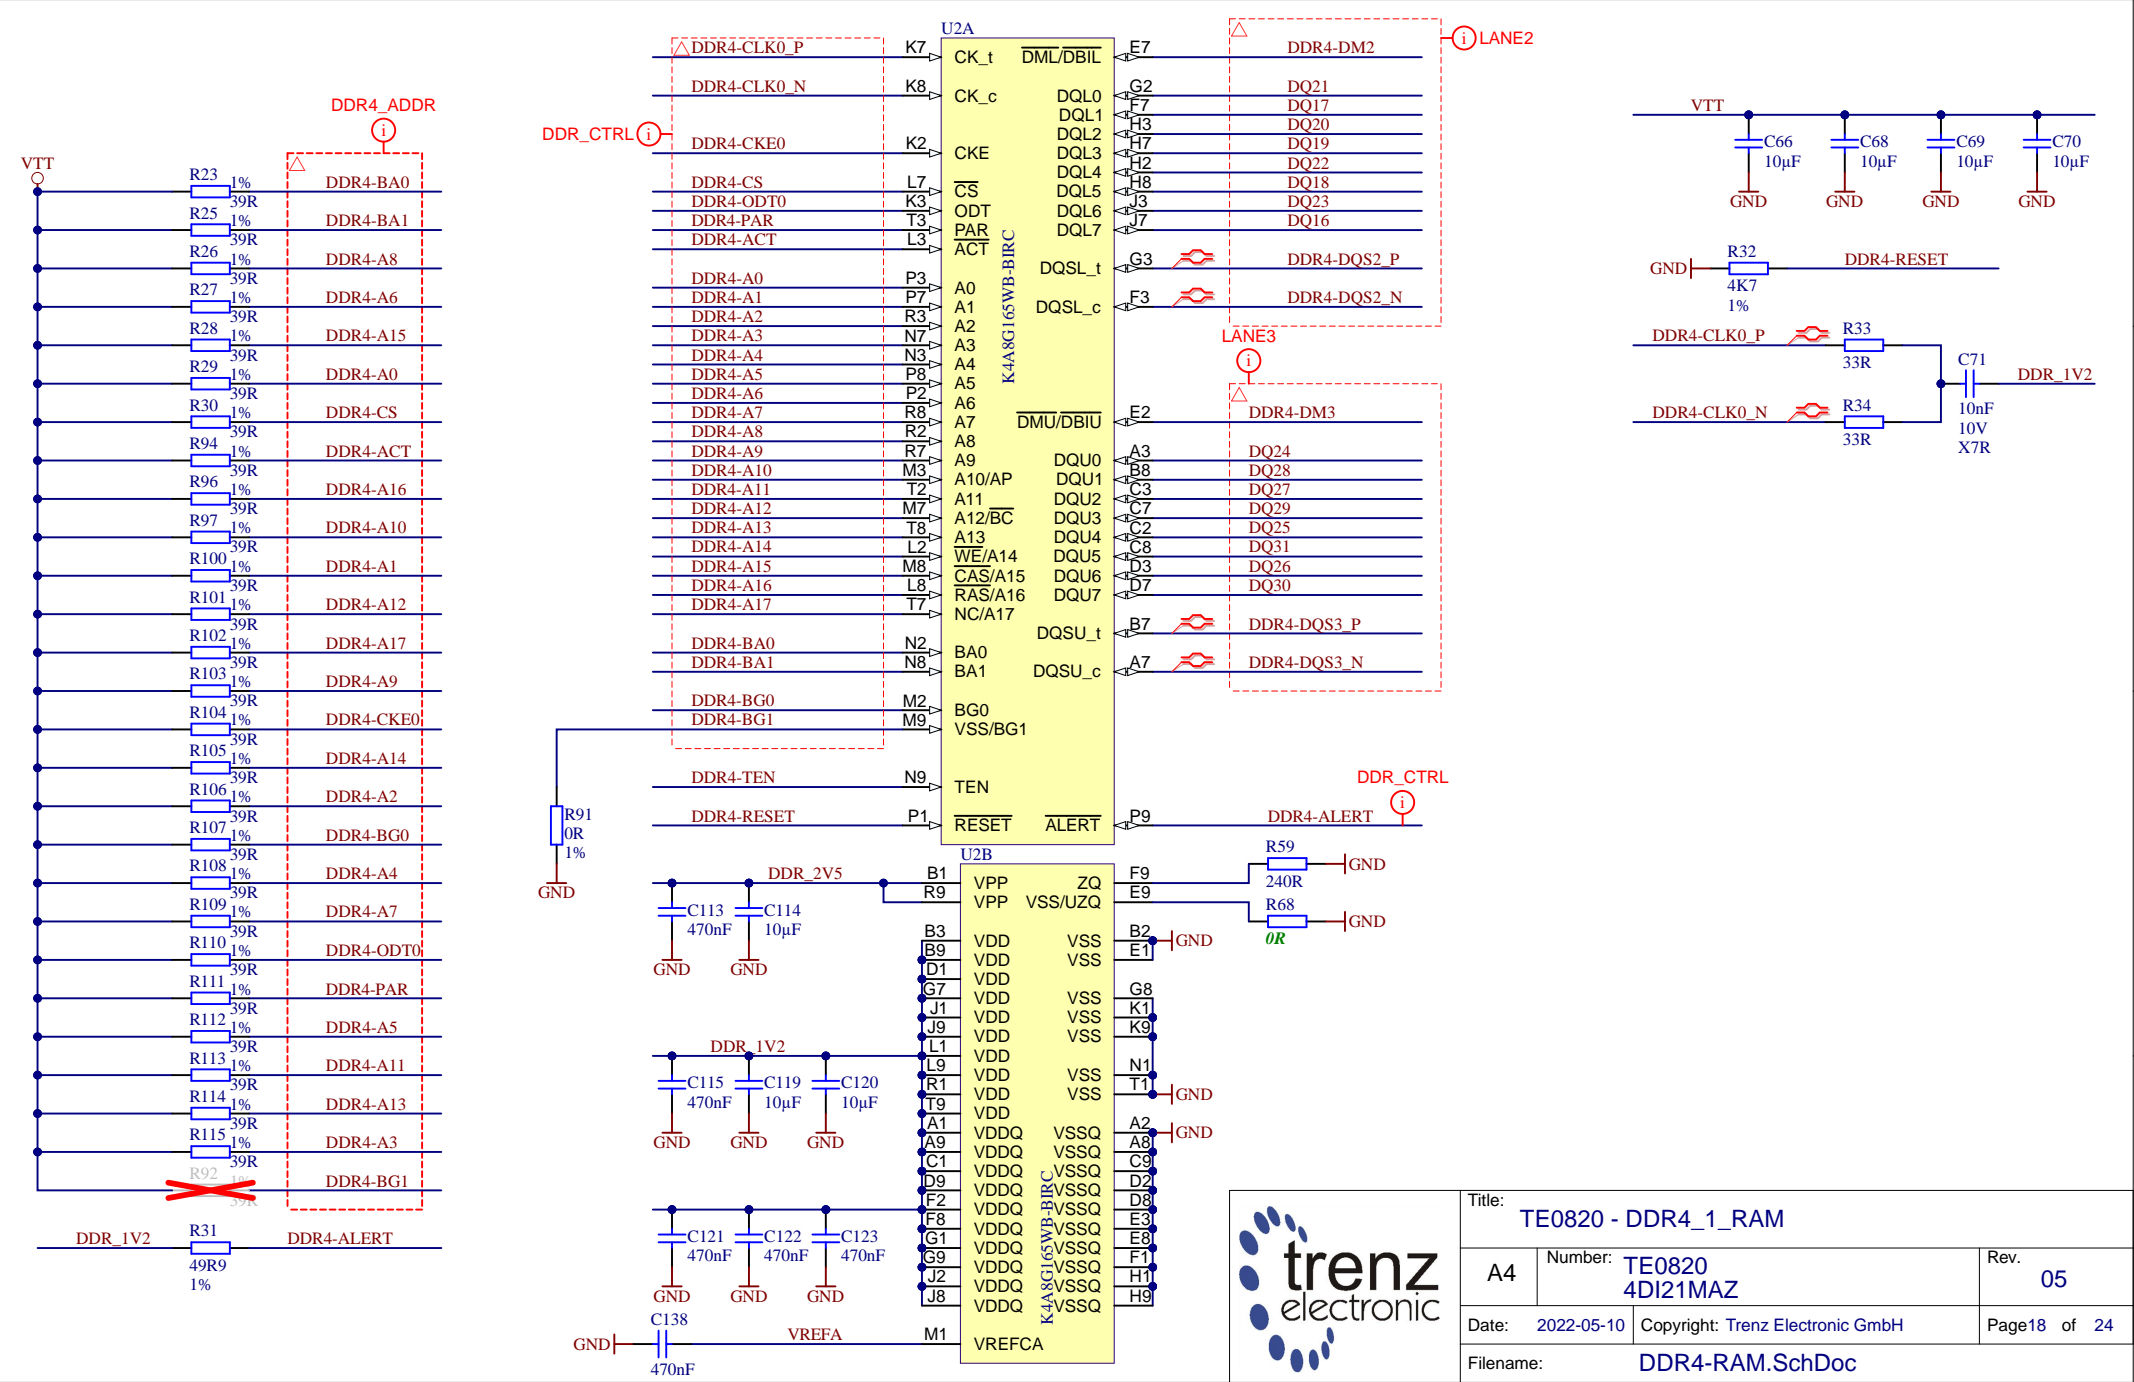 DDR4_ADDR
i
VTT
R23 1% 39R DDR4-BA0
R25 1% 39R DDR4-BA1
R26 1% 39R DDR4-A8
R27 1% 39R DDR4-A6
R28 1% 39R DDR4-A15
R29 1% 39R DDR4-A0
R30 1% 39R DDR4-CS
R94 1% 39R DDR4-ACT
R96 1% 39R DDR4-A16
R97 1% 39R DDR4-A10
R100 1% 39R DDR4-A1
R101 1% 39R DDR4-A12
R102 1% 39R DDR4-A17
R103 1% 39R DDR4-A9
R104 1% 39R DDR4-CKE0
R105 1% 39R DDR4-A14
R106 1% 39R DDR4-A2
R107 1% 39R DDR4-BG0
R108 1% 39R DDR4-A4
R109 1% 39R DDR4-A7
R110 1% 39R DDR4-ODT0
R111 1% 39R DDR4-PAR
R112 1% 39R DDR4-A5
R113 1% 39R DDR4-A11
R114 1% 39R DDR4-A13
R115 1% 39R DDR4-A3
R92 1% 39R DDR4-BG1
DDR_1V2 R31 DDR4-ALERT
49R9
1%
DDR_CTRL i
U2A
K4A8G165WB-BIRC
DDR4-CLK0_P K7 CK_t
DDR4-CLK0_N K8 CK_c
DDR4-CKE0 K2 CKE
DDR4-CS L7 CS
DDR4-ODT0 K3 ODT
DDR4-PAR T3 PAR
DDR4-ACT L3 ACT
DDR4-A0 P3 A0
DDR4-A1 P7 A1
DDR4-A2 R3 A2
DDR4-A3 N7 A3
DDR4-A4 N3 A4
DDR4-A5 P8 A5
DDR4-A6 P2 A6
DDR4-A7 R8 A7
DDR4-A8 R2 A8
DDR4-A9 R7 A9
DDR4-A10 M3 A10/AP
DDR4-A11 T2 A11
DDR4-A12 M7 A12/BC
DDR4-A13 T8 A13
DDR4-A14 L2 WE/A14
DDR4-A15 M8 CAS/A15
DDR4-A16 L8 RAS/A16
DDR4-A17 T7 NC/A17
DDR4-BA0 N2 BA0
DDR4-BA1 N8 BA1
DDR4-BG0 M2 BG0
DDR4-BG1 M9 VSS/BG1
DDR4-TEN N9 TEN
DDR4-RESET P1 RESET
R91
0R
1%
GND
i LANE2
DML/DBIL E7 DDR4-DM2
DQL0 G2 DQ21
DQL1 F7 DQ17
DQL2 H3 DQ20
DQL3 H7 DQ19
DQL4 H2 DQ22
DQL5 H8 DQ18
DQL6 J3 DQ23
DQL7 J7 DQ16
DQSL_t G3 DDR4-DQS2_P
DQSL_c F3 DDR4-DQS2_N
LANE3
i
DMU/DBIU E2 DDR4-DM3
DQU0 A3 DQ24
DQU1 B8 DQ28
DQU2 C3 DQ27
DQU3 C7 DQ29
DQU4 C2 DQ25
DQU5 C8 DQ31
DQU6 D3 DQ26
DQU7 D7 DQ30
DQSU_t B7 DDR4-DQS3_P
DQSU_c A7 DDR4-DQS3_N
DDR_CTRL
i
ALERT P9 DDR4-ALERT
U2B
K4A8G165WB-BIRC
DDR_2V5 B1 VPP
R9 VPP
C113 470nF GND
C114 10µF GND
B3 VDD
B9 VDD
D1 VDD
G7 VDD
J1 VDD
J9 VDD
DDR_1V2 L1 VDD
L9 VDD
R1 VDD
T9 VDD
C115 470nF GND
C119 10µF GND
C120 10µF GND
A1 VDDQ
A9 VDDQ
C1 VDDQ
D9 VDDQ
F2 VDDQ
F8 VDDQ
G1 VDDQ
G9 VDDQ
J2 VDDQ
J8 VDDQ
C121 470nF GND
C122 470nF GND
C123 470nF GND
GND C138 470nF VREFA M1 VREFCA
ZQ F9 R59 240R GND
VSS/UZQ E9 R68 0R GND
VSS B2 GND
VSS E1
VSS G8
VSS K1
VSS K9
VSS N1
VSS T1 GND
VSSQ A2 GND
VSSQ A8
VSSQ C9
VSSQ D2
VSSQ D8
VSSQ E3
VSSQ E8
VSSQ F1
VSSQ H1
VSSQ H9
VTT
C66 10µF GND
C68 10µF GND
C69 10µF GND
C70 10µF GND
GND R32 DDR4-RESET
4K7
1%
DDR4-CLK0_P R33
33R
DDR4-CLK0_N R34
33R
C71 DDR_1V2
10nF
10V
X7R
trenz
electronic
Title:
TE0820 - DDR4_1_RAM
A4
Number: TE0820
4DI21MAZ
Rev.
05
Date: 2022-05-10 Copyright: Trenz Electronic GmbH Page18 of 24
Filename: DDR4-RAM.SchDoc